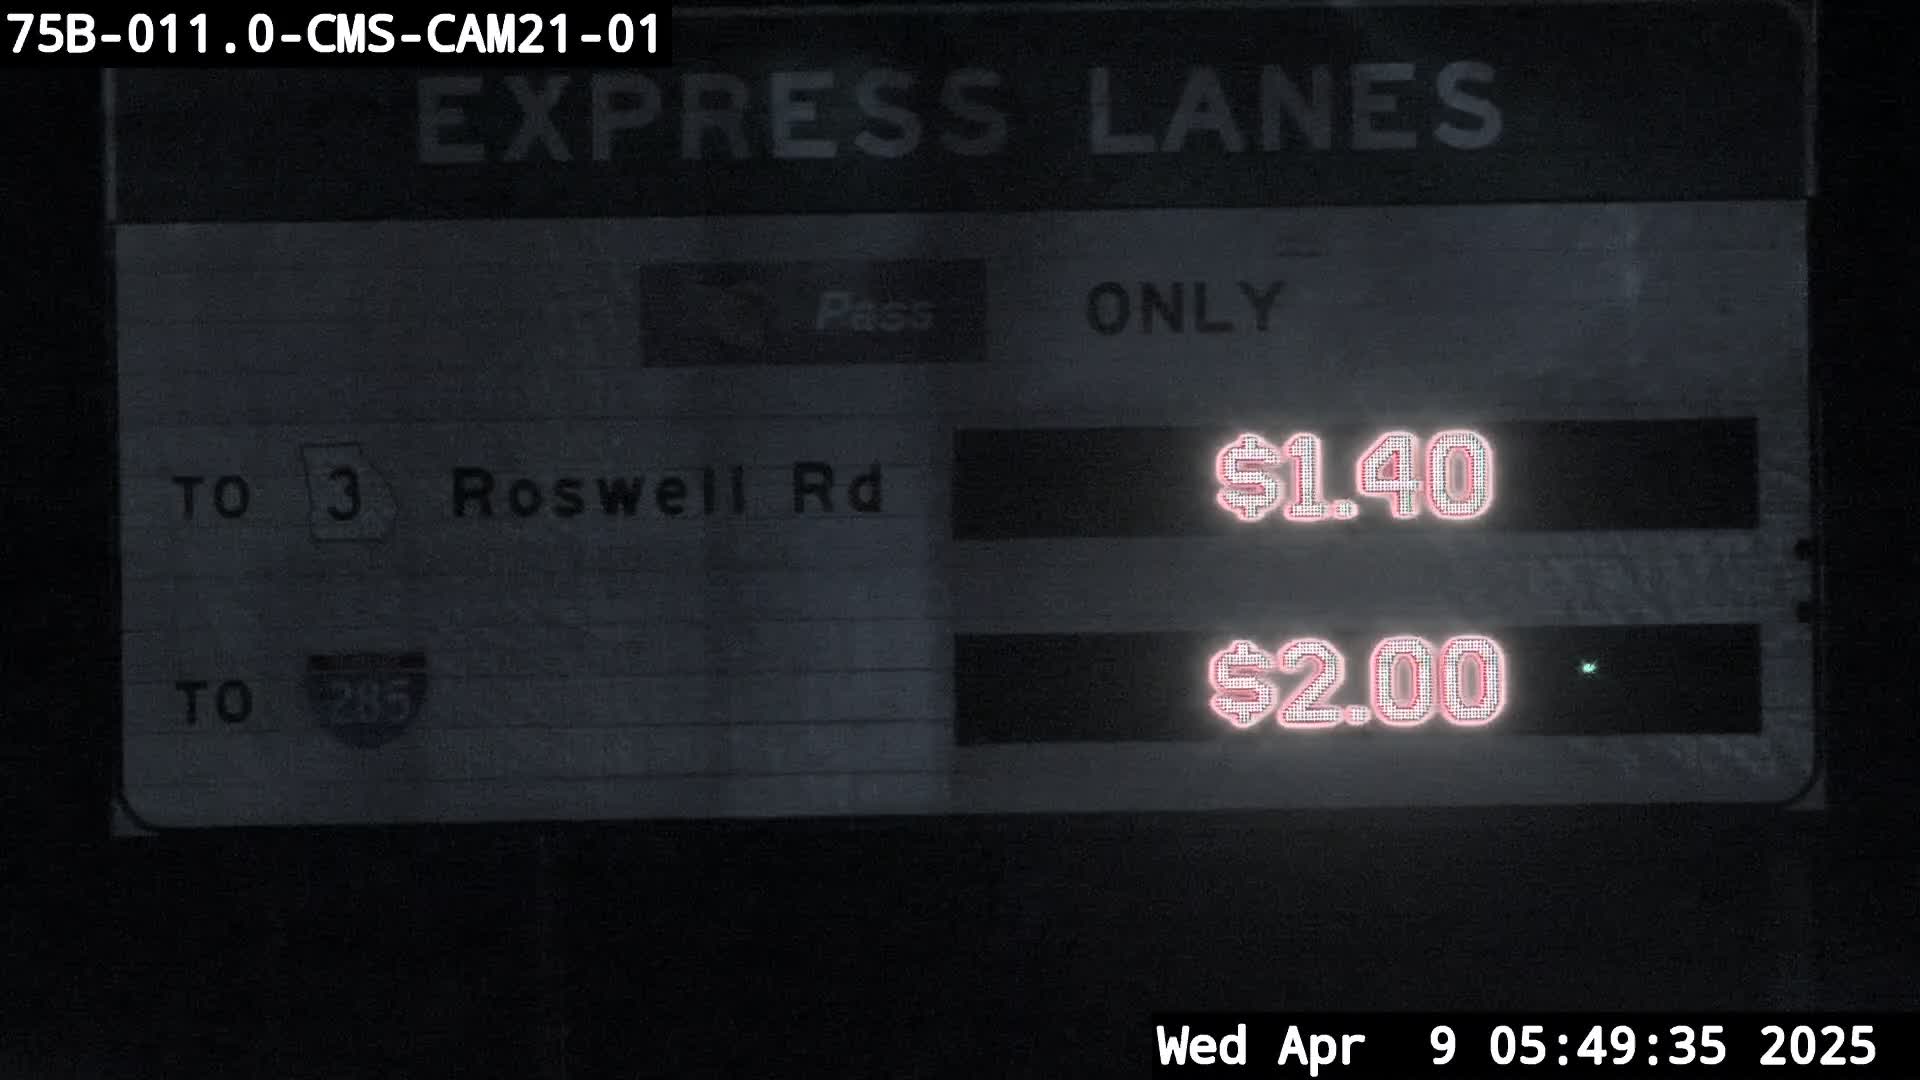 75B-011.0-CMS-CAM21-01
EXPRESS LANES
Pass ONLY
TO 3 Roswell Rd $1.40
TO 285 $2.00
Wed Apr 9 05:49:35 2025